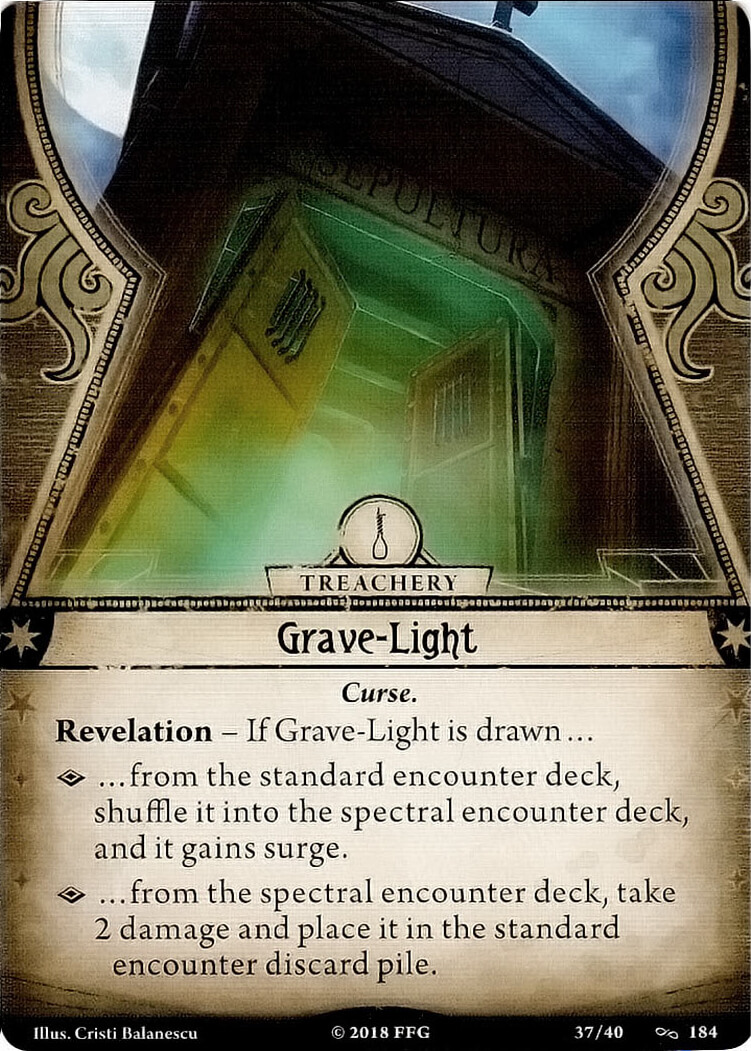 SEPULTURA
TREACHERY
Grave-Light
Curse.
Revelation – If Grave-Light is drawn…
…from the standard encounter deck,
shuffle it into the spectral encounter deck,
and it gains surge.
…from the spectral encounter deck, take
2 damage and place it in the standard
encounter discard pile.
Illus. Cristi Balanescu © 2018 FFG 37/40 184